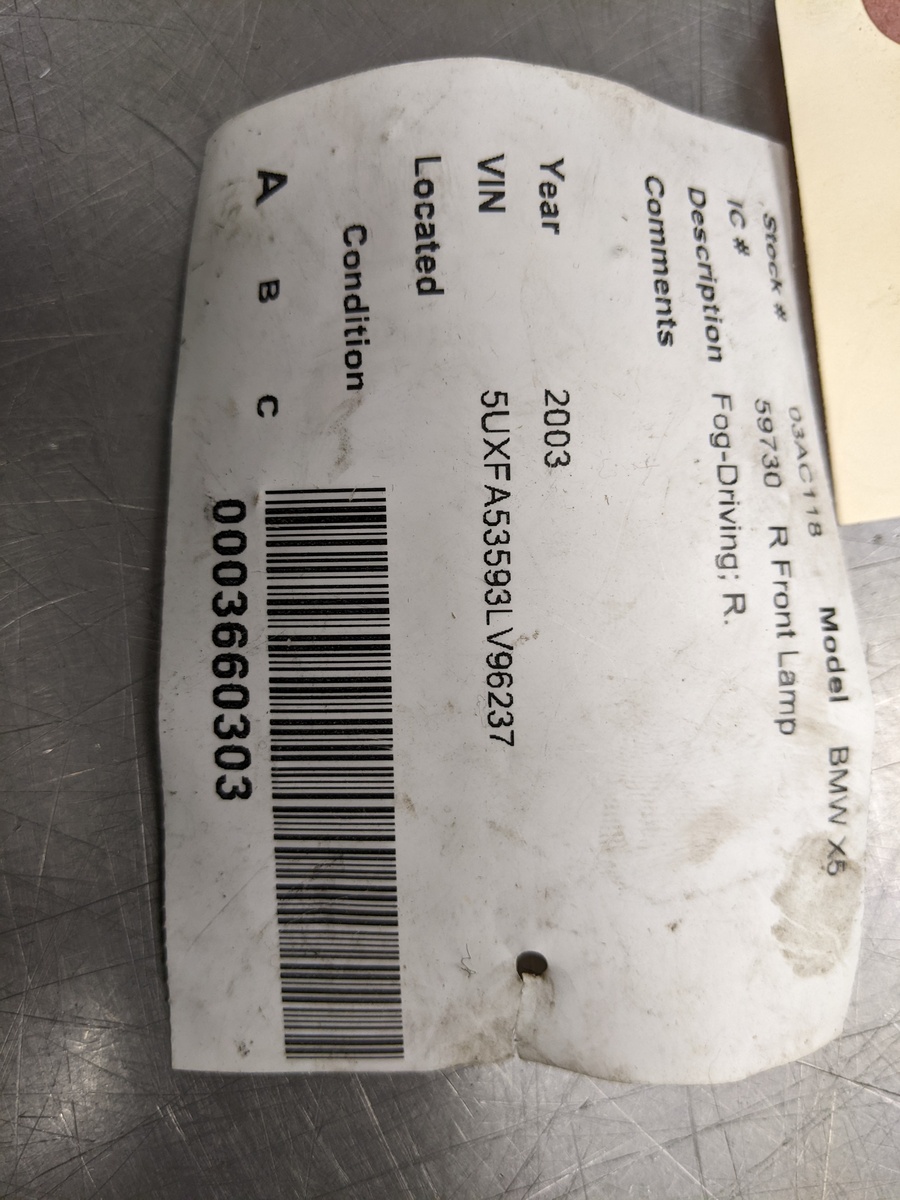 Stock # 03AC118 Model BMW X5
IC # 59730 R Front Lamp
Description Fog-Driving; R.
Comments
Year 2003
VIN 5UXFA53593LV96237
Located
Condition
A B C
0003660303